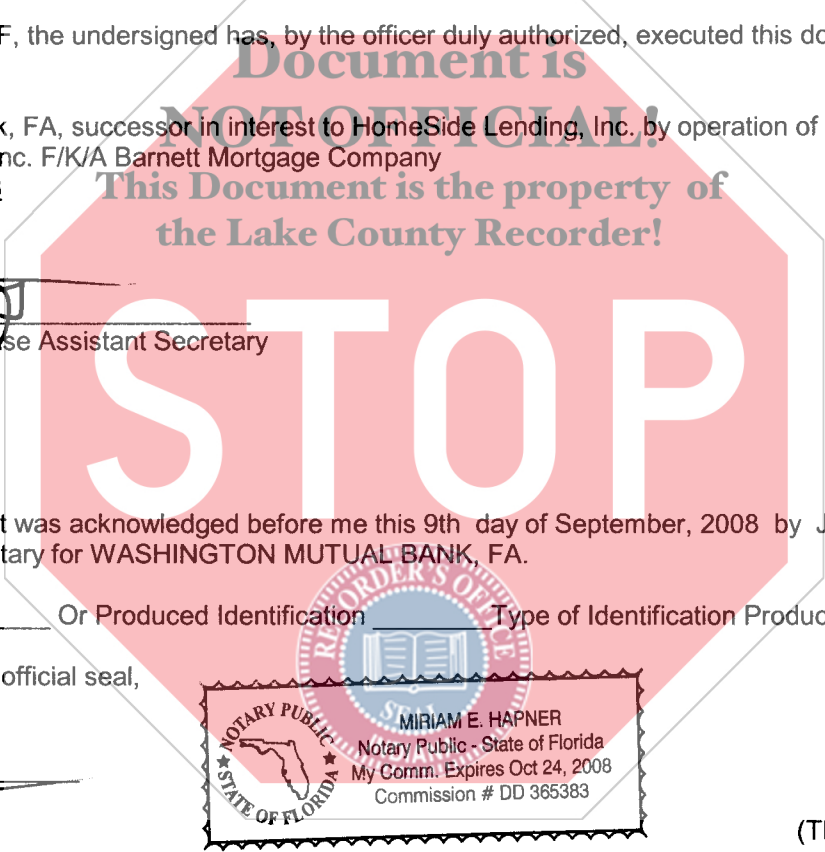 F, the undersigned has, by the officer duly authorized, executed this do
Document is
NOT OFFICIAL!
k, FA, successor in interest to HomeSide Lending, Inc. by operation of
nc. F/K/A Barnett Mortgage Company
This Document is the property of
the Lake County Recorder!
STOP
se Assistant Secretary
t was acknowledged before me this 9th day of September, 2008 by J
tary for WASHINGTON MUTUAL BANK, FA.
RECORDER'S OFFICE
Or Produced Identification ________Type of Identification Produc
official seal,
SEAL
NOTARY PUBLIC
STATE OF FLORIDA
MIRIAM E. HAPNER
Notary Public - State of Florida
My Comm. Expires Oct 24, 2008
Commission # DD 365383
(T